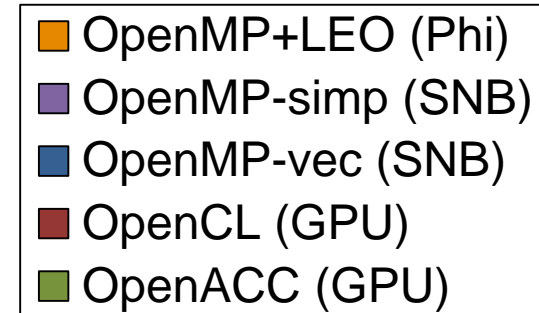 OpenMP+LEO (Phi)
OpenMP-simp (SNB)
OpenMP-vec (SNB)
OpenCL (GPU)
OpenACC (GPU)